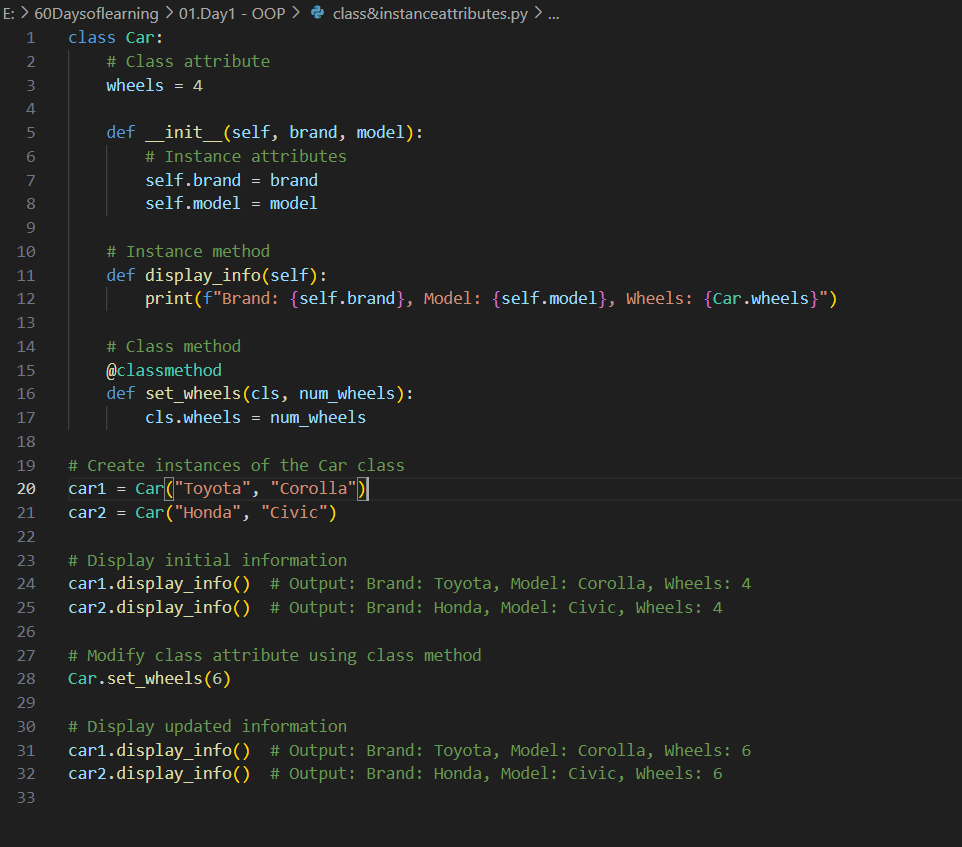 E: > 60Daysoflearning > 01.Day1 - OOP > class&instanceattributes.py > ...
1 class Car:
2     # Class attribute
3     wheels = 4
4
5     def __init__(self, brand, model):
6         # Instance attributes
7         self.brand = brand
8         self.model = model
9
10     # Instance method
11     def display_info(self):
12         print(f"Brand: {self.brand}, Model: {self.model}, Wheels: {Car.wheels}")
13
14     # Class method
15     @classmethod
16     def set_wheels(cls, num_wheels):
17         cls.wheels = num_wheels
18
19 # Create instances of the Car class
20 car1 = Car("Toyota", "Corolla")
21 car2 = Car("Honda", "Civic")
22
23 # Display initial information
24 car1.display_info()  # Output: Brand: Toyota, Model: Corolla, Wheels: 4
25 car2.display_info()  # Output: Brand: Honda, Model: Civic, Wheels: 4
26
27 # Modify class attribute using class method
28 Car.set_wheels(6)
29
30 # Display updated information
31 car1.display_info()  # Output: Brand: Toyota, Model: Corolla, Wheels: 6
32 car2.display_info()  # Output: Brand: Honda, Model: Civic, Wheels: 6
33